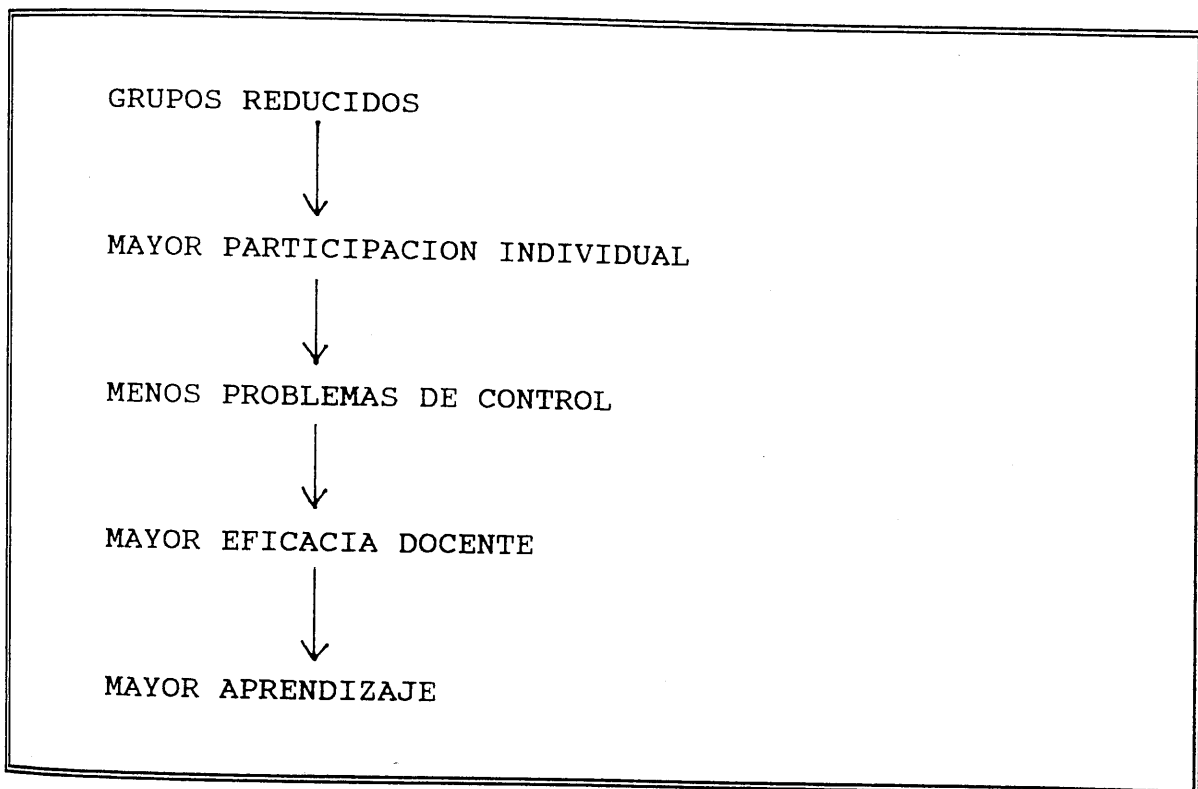 GRUPOS REDUCIDOS
MAYOR PARTICIPACION INDIVIDUAL
MENOS PROBLEMAS DE CONTROL
MAYOR EFICACIA DOCENTE
MAYOR APRENDIZAJE